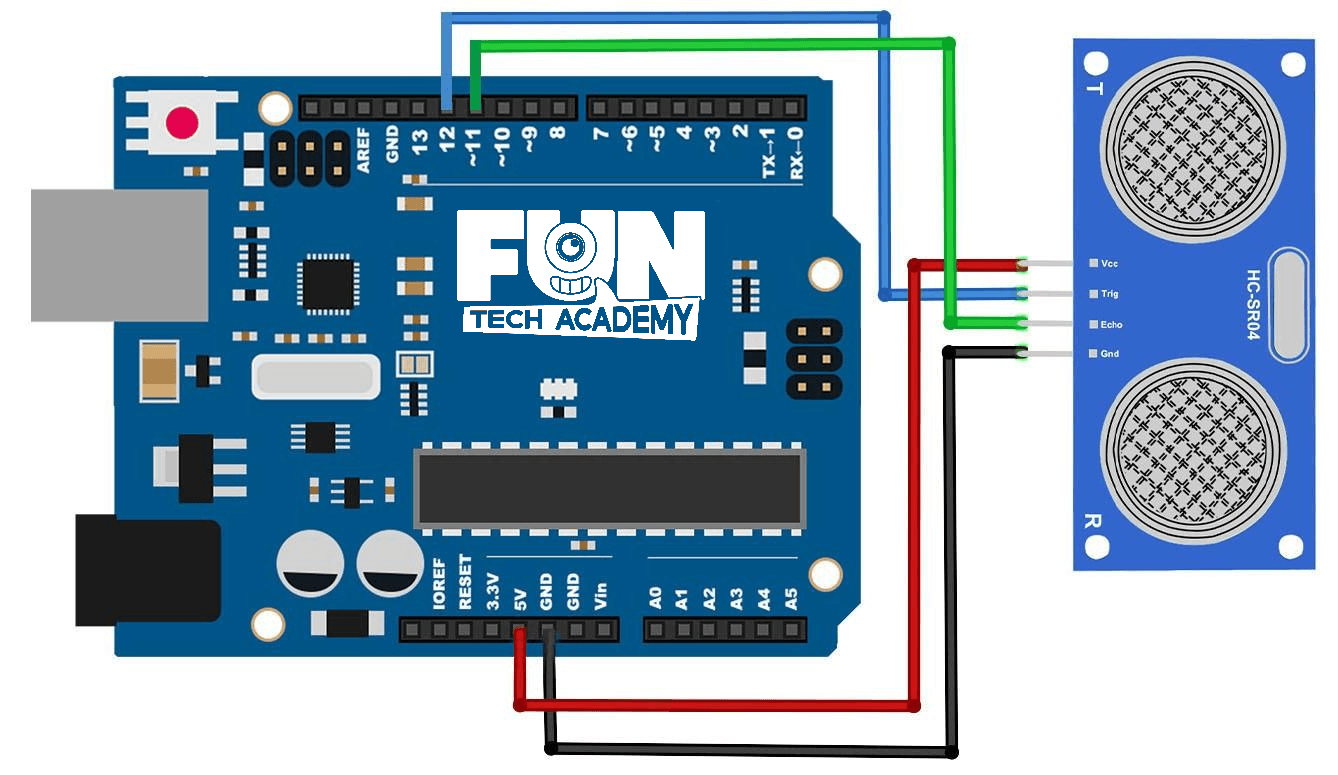 AREF
GND
13
12
~11
~10
~9
8
7
~6
~5
4
~3
2
TX→1
RX←0
FUN
TECH ACADEMY
IOREF
RESET
3.3V
5V
GND
GND
Vin
A0
A1
A2
A3
A4
A5
T
Vcc
Trig
Echo
Gnd
HC-SR04
R